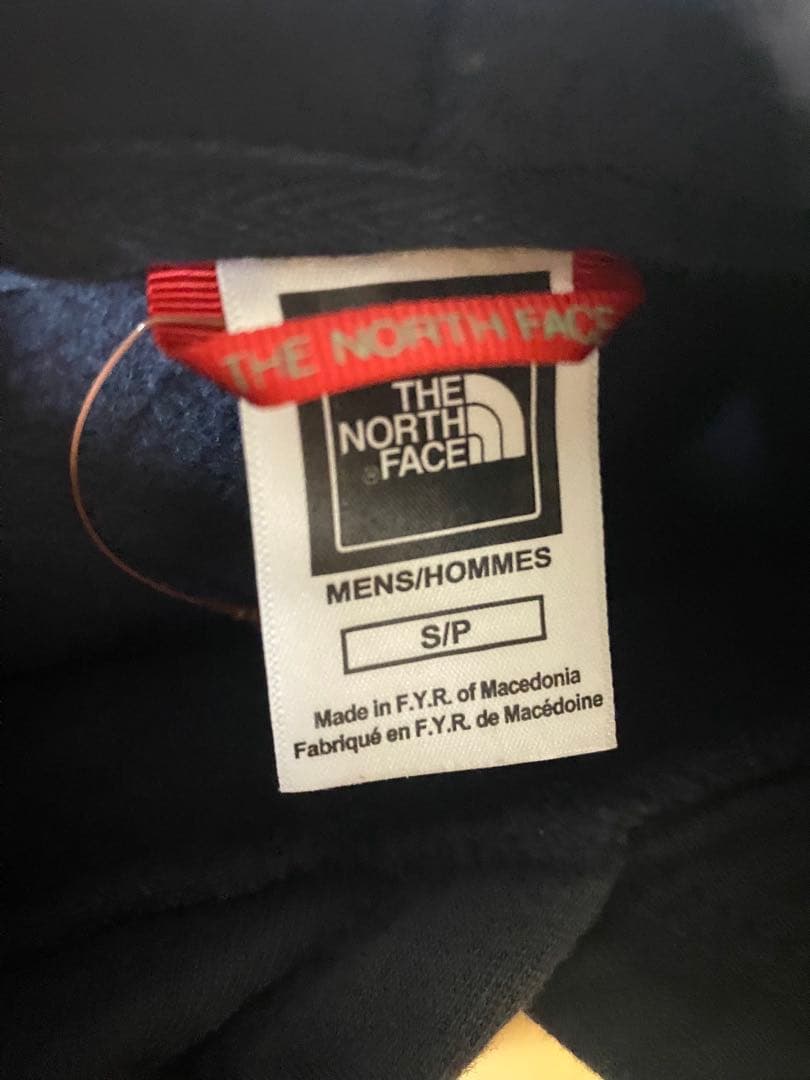 THE NORTH FACE
THE
NORTH
FACE
®
MENS/HOMMES
S/P
Made in F.Y.R. of Macedonia
Fabriqué en F.Y.R. de Macédoine